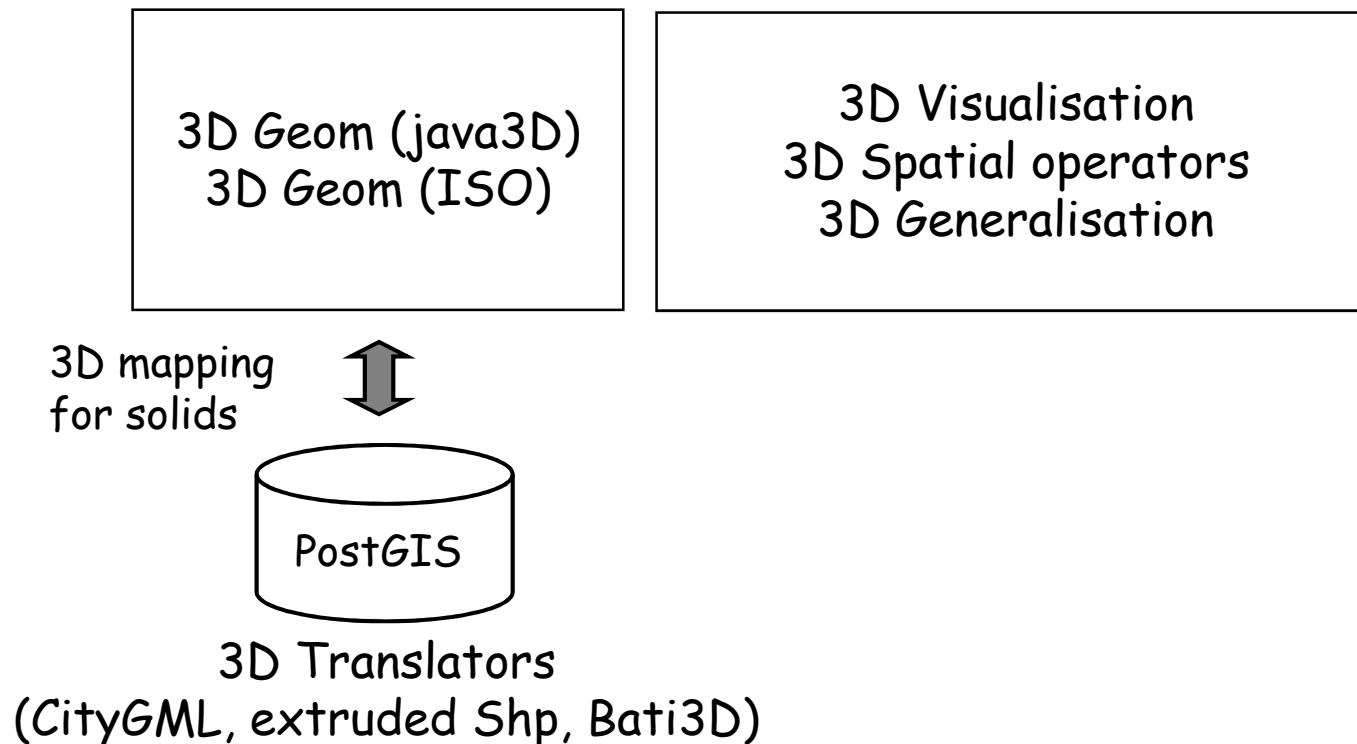 3D Geom (java3D)
3D Geom (ISO)
3D Visualisation
3D Spatial operators
3D Generalisation
3D mapping
for solids
PostGIS
3D Translators
(CityGML, extruded Shp, Bati3D)